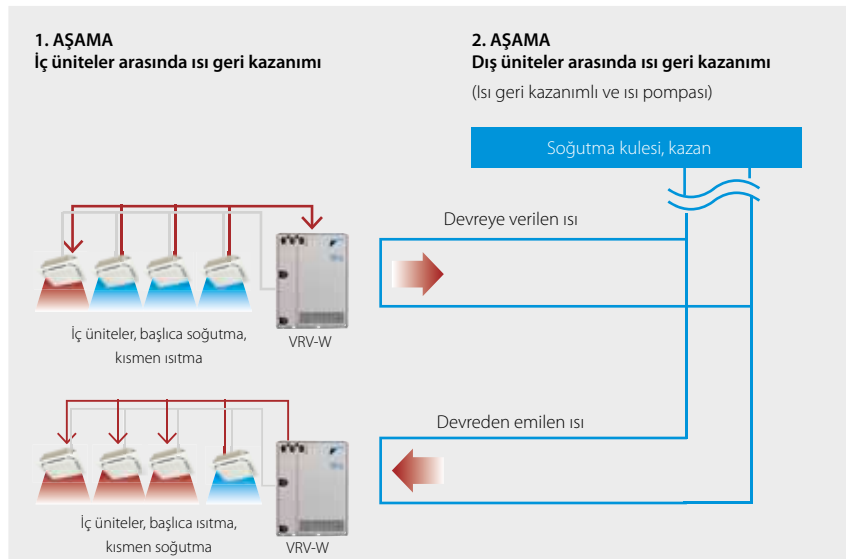 1. AŞAMA
İç üniteler arasında ısı geri kazanımı
2. AŞAMA
Dış üniteler arasında ısı geri kazanımı
(Isı geri kazanımlı ve ısı pompası)
Soğutma kulesi, kazan
Devreye verilen ısı
İç üniteler, başlıca soğutma,
kısmen ısıtma
VRV-W
Devreden emilen ısı
İç üniteler, başlıca ısıtma,
kısmen soğutma
VRV-W